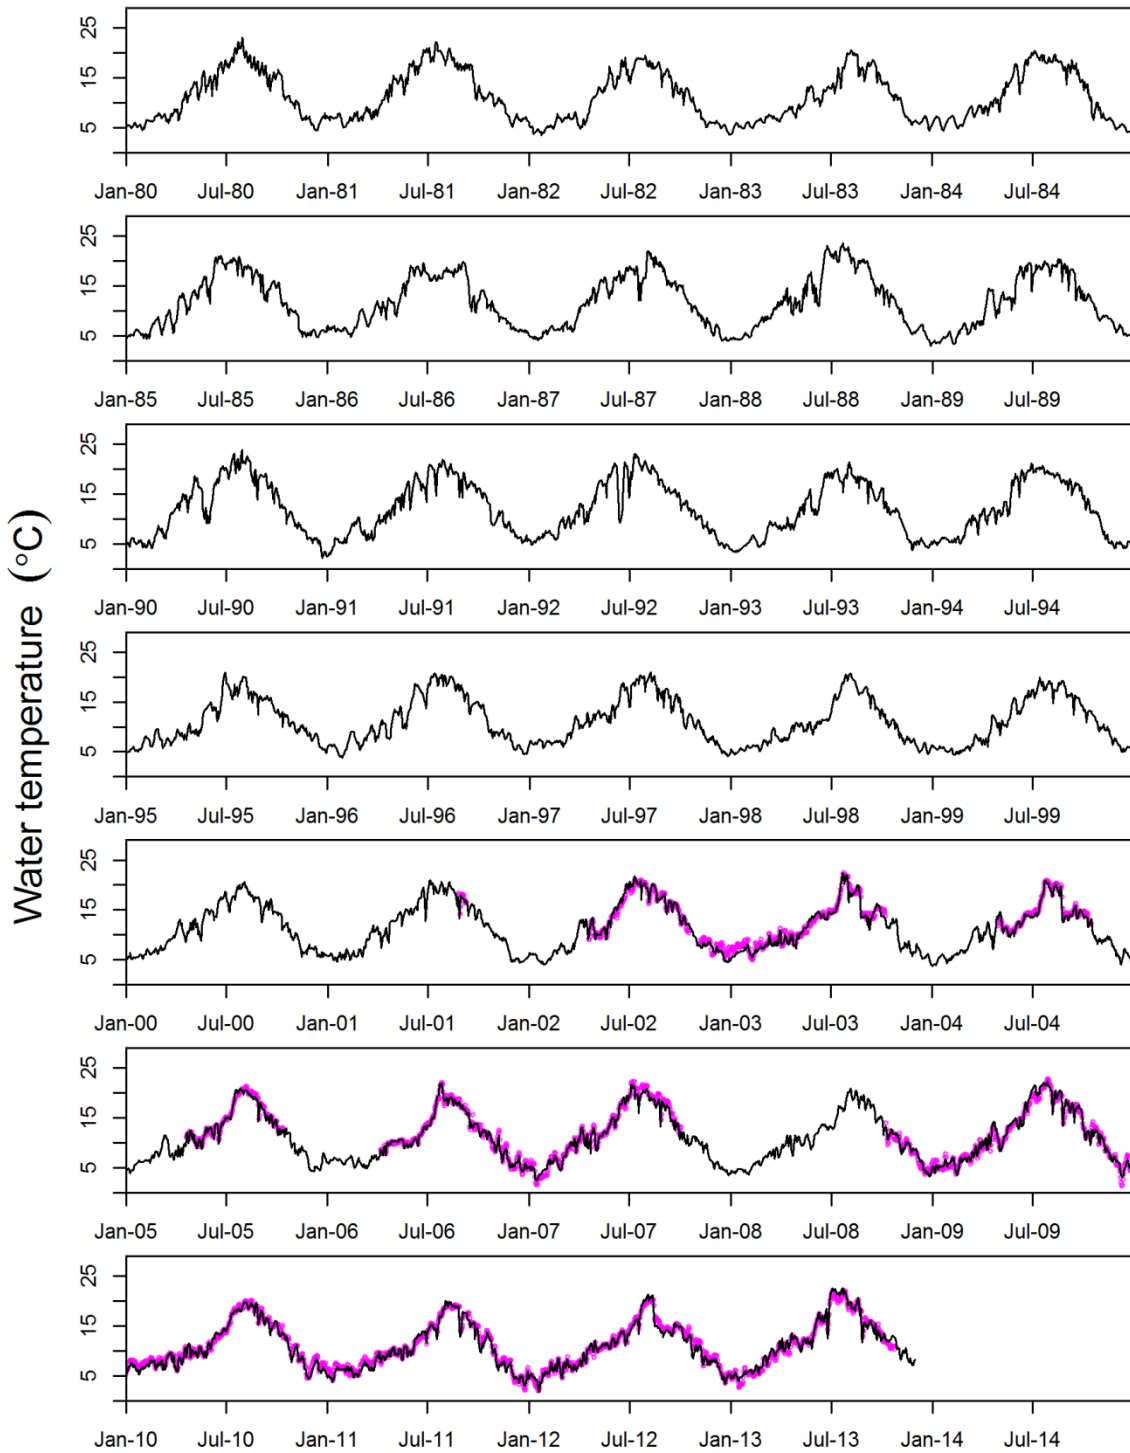 Water temperature (°C)
25
15
5
Jan-80 Jul-80 Jan-81 Jul-81 Jan-82 Jul-82 Jan-83 Jul-83 Jan-84 Jul-84
25
15
5
Jan-85 Jul-85 Jan-86 Jul-86 Jan-87 Jul-87 Jan-88 Jul-88 Jan-89 Jul-89
25
15
5
Jan-90 Jul-90 Jan-91 Jul-91 Jan-92 Jul-92 Jan-93 Jul-93 Jan-94 Jul-94
25
15
5
Jan-95 Jul-95 Jan-96 Jul-96 Jan-97 Jul-97 Jan-98 Jul-98 Jan-99 Jul-99
25
15
5
Jan-00 Jul-00 Jan-01 Jul-01 Jan-02 Jul-02 Jan-03 Jul-03 Jan-04 Jul-04
25
15
5
Jan-05 Jul-05 Jan-06 Jul-06 Jan-07 Jul-07 Jan-08 Jul-08 Jan-09 Jul-09
25
15
5
Jan-10 Jul-10 Jan-11 Jul-11 Jan-12 Jul-12 Jan-13 Jul-13 Jan-14 Jul-14